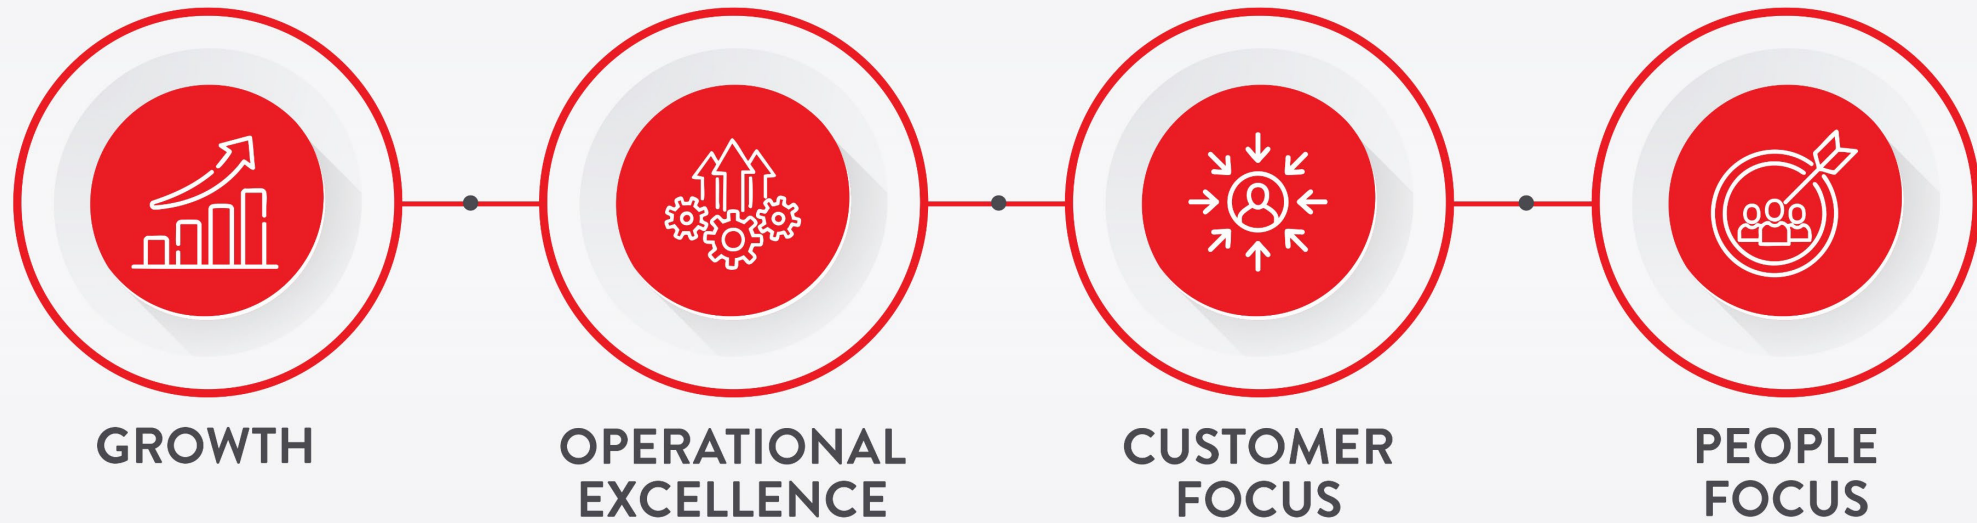 GROWTH
OPERATIONAL
EXCELLENCE
CUSTOMER
FOCUS
PEOPLE
FOCUS